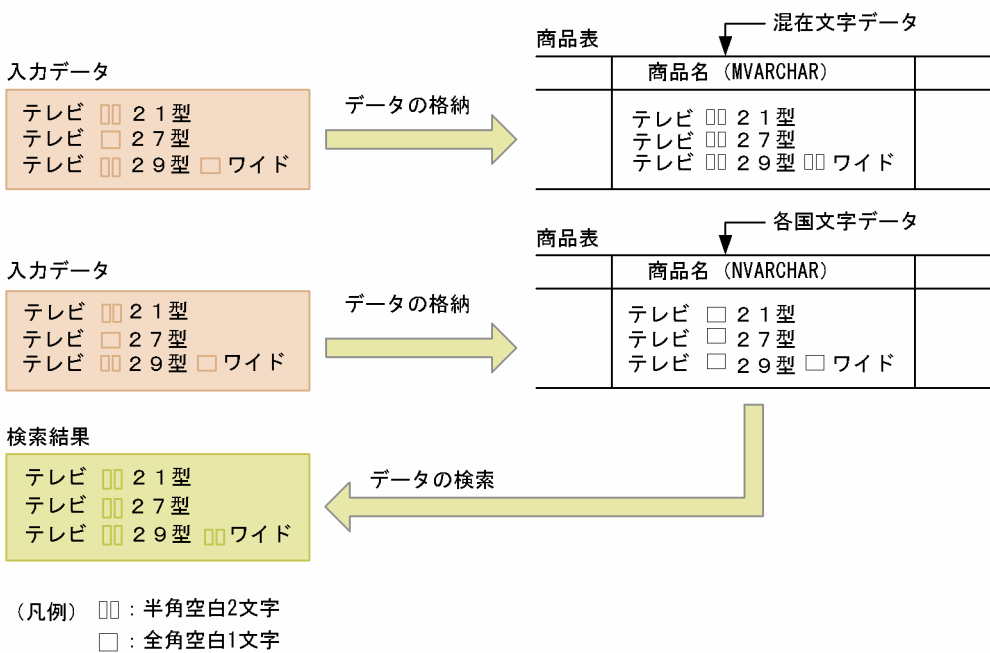 混在文字データ
商品表
入力データ
商品名 (MVARCHAR)
テレビ □□ 21型
テレビ □ 27型
テレビ □□ 29型 □ ワイド
データの格納
テレビ □□ 21型
テレビ □□ 27型
テレビ □□ 29型 □□ ワイド
各国文字データ
商品表
入力データ
商品名 (NVARCHAR)
テレビ □□ 21型
テレビ □ 27型
テレビ □□ 29型 □ ワイド
データの格納
テレビ □ 21型
テレビ □ 27型
テレビ □ 29型 □ ワイド
検索結果
テレビ □□ 21型
テレビ □□ 27型
テレビ □□ 29型 □□ ワイド
データの検索
(凡例) □□ : 半角空白2文字
□ : 全角空白1文字